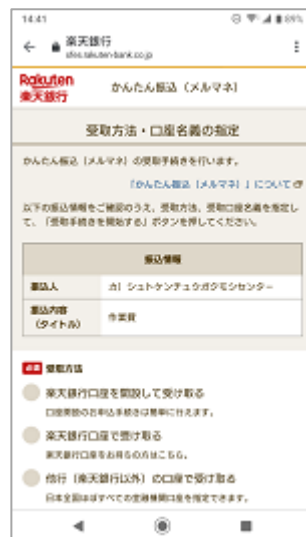 14:41
89%
楽天銀行
sfes.rakuten-bank.co.jp
Rakuten
楽天銀行
かんたん振込（メルマネ）
受取方法・口座名義の指定
かんたん振込（メルマネ）の受取手続きを行います。
「かんたん振込（メルマネ）」について
以下の振込情報をご確認のうえ、受取方法、受取口座名義を指定し
て、「受取手続きを開始する」ボタンを押してください。
振込情報
振込人
カ）シュトケンチュウガクモシセンター
振込内容
（タイトル）
作業費
必須 受取方法
楽天銀行口座を開設して受け取る
口座開設のお申込手続きは簡単に行えます。
楽天銀行口座で受け取る
楽天銀行口座をお持ちの方はこちら。
他行（楽天銀行以外）の口座で受け取る
日本全国ほぼすべての金融機関口座を指定できます。